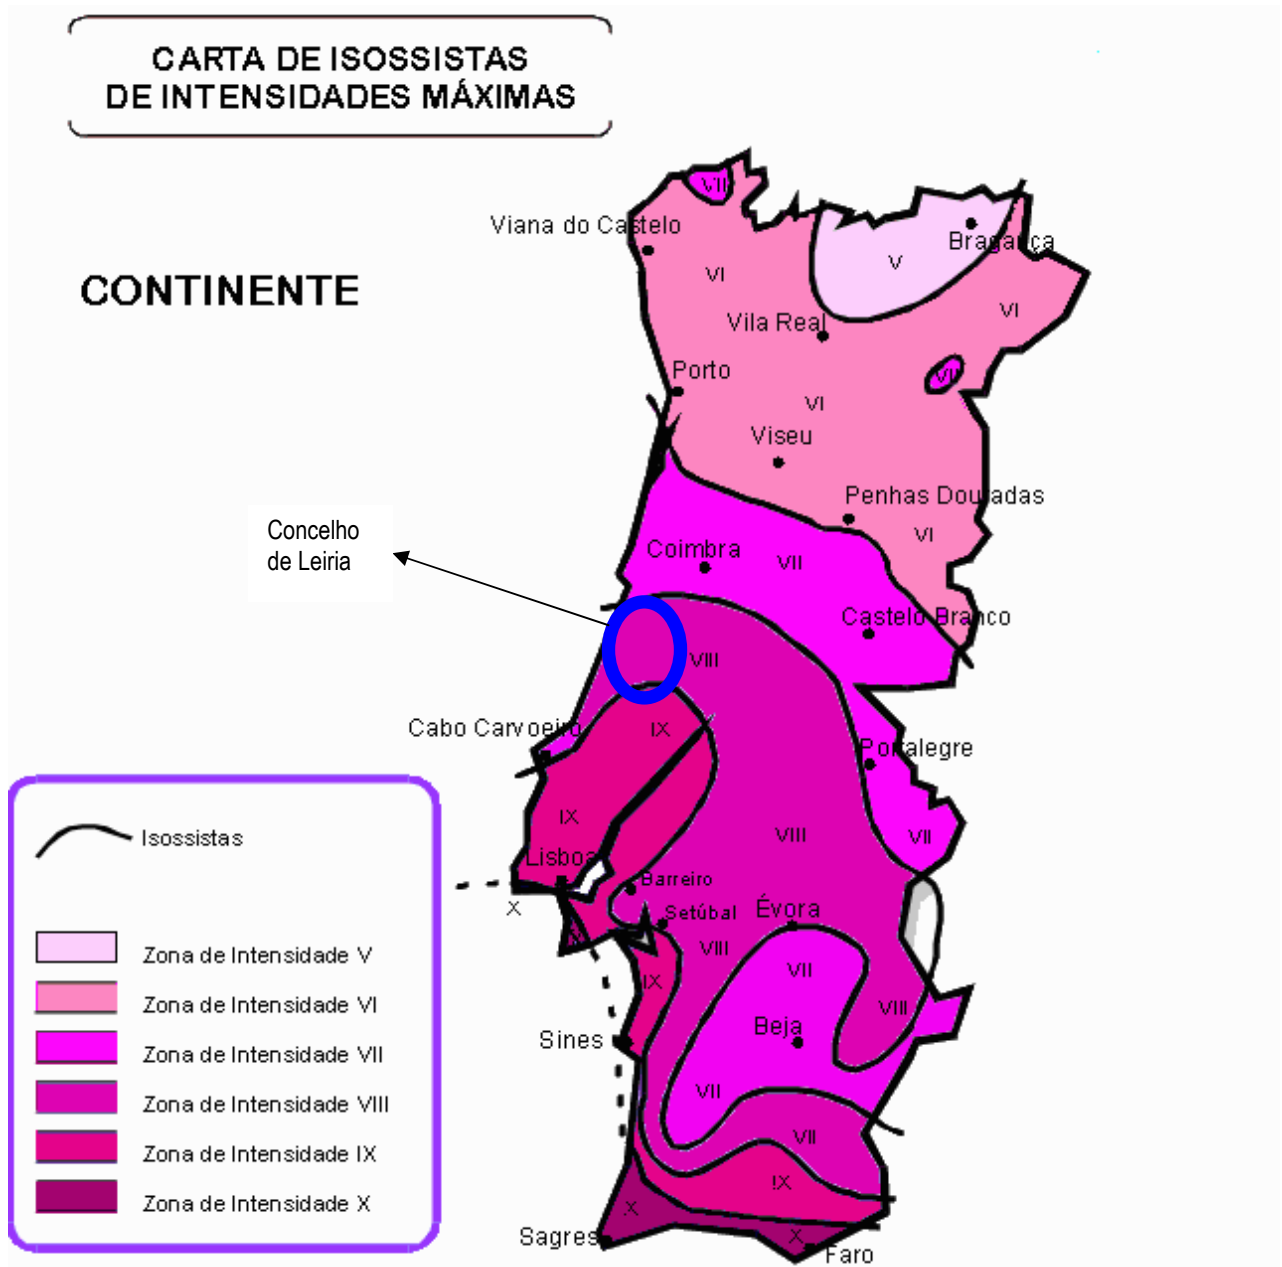 CARTA DE ISOSSISTAS
DE INTENSIDADES MÁXIMAS
CONTINENTE
VII
Viana do Castelo
Bragança
V
VI
VI
Vila Real
Porto
VII
VI
Viseu
Penhas Douradas
VI
Concelho
de Leiria
Coimbra
VII
Castelo Branco
VIII
Cabo Carvoeiro
IX
X
Portalegre
IX
VIII
VII
Lisboa
Barreiro
X
Setúbal
Évora
X
VIII
VII
IX
VIII
Sines
Beja
VII
VII
IX
X
Sagres
X
Faro
Isossistas
Zona de Intensidade V
Zona de Intensidade VI
Zona de Intensidade VII
Zona de Intensidade VIII
Zona de Intensidade IX
Zona de Intensidade X